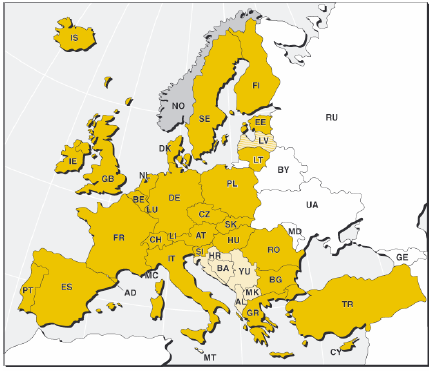 IS
FI
NO
SE
RU
EE
LV
LT
DK
IE
GB
NL
BE
LU
DE
PL
BY
UA
CZ
SK
MD
FR
CH
LI
AT
HU
RO
SI
HR
IT
BA
YU
BG
GE
MC
MK
AL
GR
PT
ES
AD
TR
MT
CY